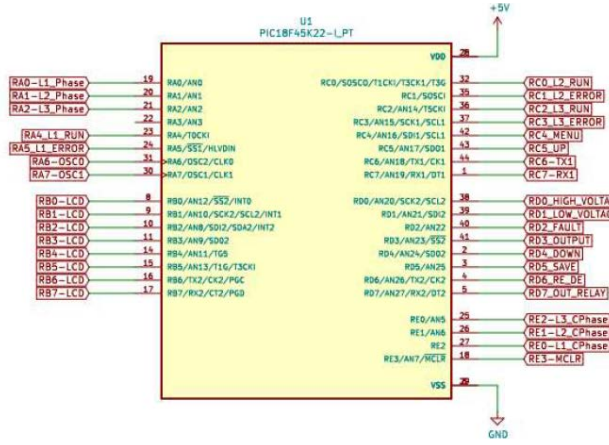 +5V
U1
PIC18F45K22-I_PT
VDD 28
RA0-L1_Phase 19 RA0/AN0
RA1-L2_Phase 20 RA1/AN1
RA2-L3_Phase 21 RA2/AN2
22 RA3/AN3
RA4_L1_RUN 23 RA4/T0CKI
RA5_L1_ERROR 24 RA5/SS1/HLVDIN
RA6-OSC0 31 RA6/OSC2/CLKO
RA7-OSC1 30 RA7/OSC1/CLK1
RB0-LCD 8 RB0/AN12/SS2/INT0
RB1-LCD 9 RB1/AN10/SCK2/SCL2/INT1
RB2-LCD 10 RB2/AN8/SDI2/SDA2/INT2
RB3-LCD 11 RB3/AN9/SDO2
RB4-LCD 14 RB4/AN11/TG5
RB5-LCD 15 RB5/AN13/T1G/T3CKI
RB6-LCD 16 RB6/TX2/CK2/PGC
RB7-LCD 17 RB7/RX2/CT2/PGD
RC0/SOSCO/T1CKI/T3CK1/T3G 32 RC0_L2_RUN
RC1/SOSCI 35 RC1_L2_ERROR
RC2/AN14/T5CKI 36 RC2_L3_RUN
RC3/AN15/SCK1/SCL1 37 RC3_L3_ERROR
RC4/AN16/SDI1/SCL1 42 RC4_MENU
RC5/AN17/SDO1 43 RC5_UP
RC6/AN18/TX1/CK1 44 RC6-TX1
RC7/AN19/RX1/DT1 1 RC7-RX1
RD0/AN20/SCK2/SCL2 38 RD0_HIGH_VOLTA
RD1/AN21/SDI2 39 RD1_LOW_VOLTA
RD2/AN22 40 RD2_FAULT
RD3/AN23/SS2 41 RD3_OUTPUT
RD4/AN24/SDO2 2 RD4_DOWN
RD5/AN25 3 RD5_SAVE
RD6/AN26/TX2/CK2 4 RD6_RE_DE
RD7/AN27/RX2/DT2 5 RD7_OUT_RELAY
RE0/AN5 25 RE2-L3_CPhase
RE1/AN6 26 RE1-L2_CPhase
RE2 27 RE0-L1_CPhase
RE3/AN7/MCLR 18 RE3-MCLR
VSS 29
GND